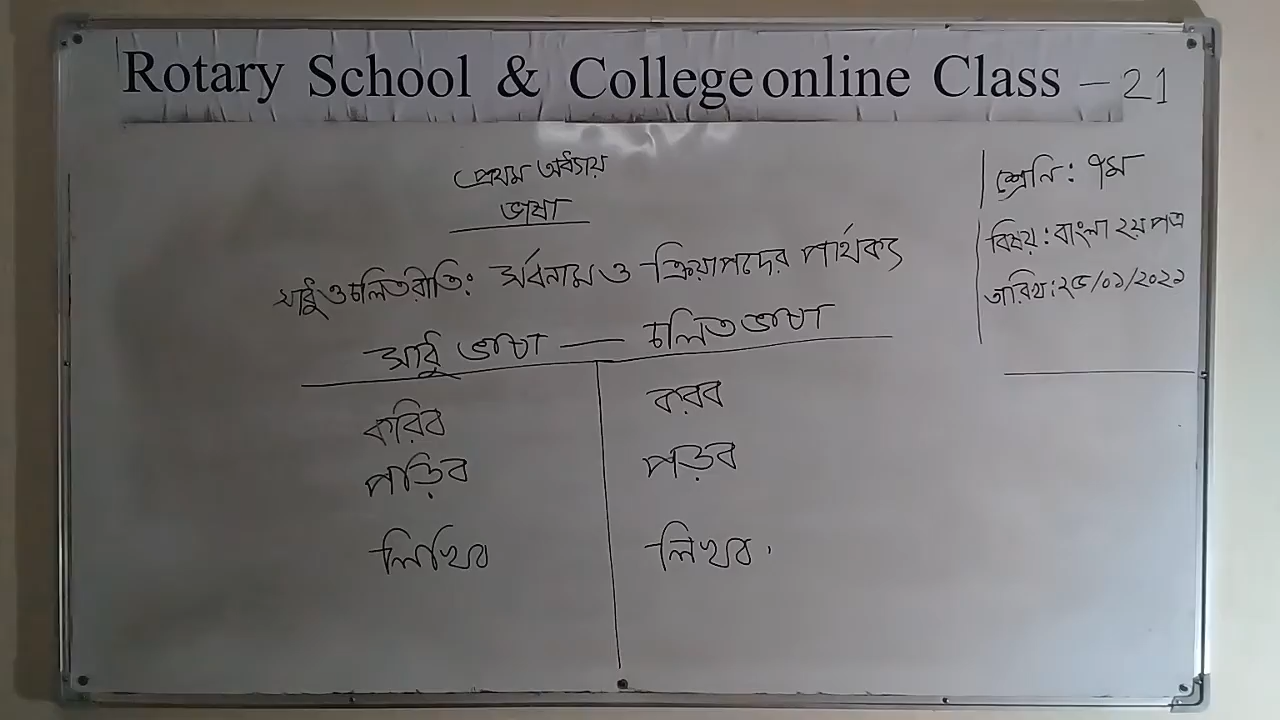 Rotary School & College online Class - 21
প্রথম অধ্যায়
ভাষা
শ্রেনি : ৭ম
বিষয় : বাংলা ২য় পত্র
তারিখ : ২৫/০১/২০২১
সাধু ও চলিতরীতি: সর্বনাম ও ক্রিয়াপদের পার্থক্য
সাধু ভাষা — চলিত ভাষা
করিব করব
পড়িব পড়ব
লিখিব লিখব